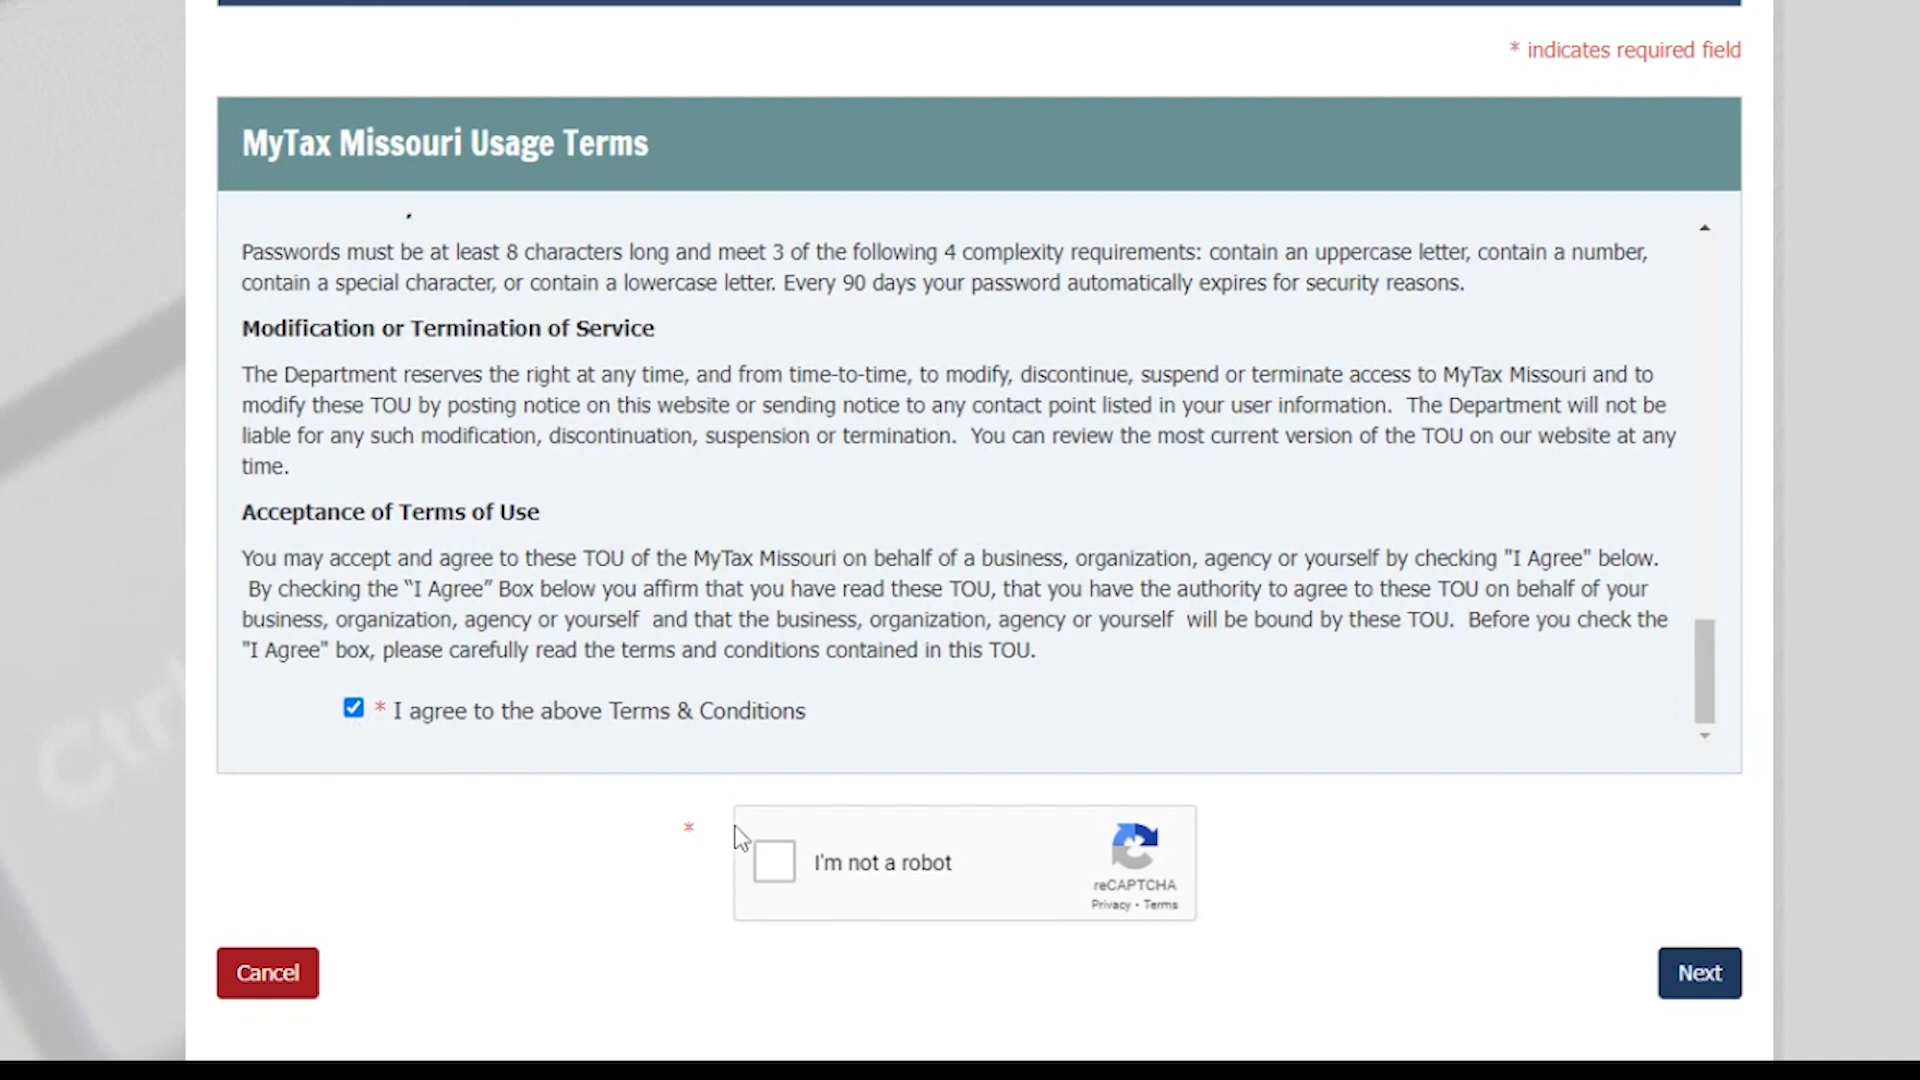 * indicates required field
MyTax Missouri Usage Terms
Passwords must be at least 8 characters long and meet 3 of the following 4 complexity requirements: contain an uppercase letter, contain a number,
contain a special character, or contain a lowercase letter. Every 90 days your password automatically expires for security reasons.
Modification or Termination of Service
The Department reserves the right at any time, and from time-to-time, to modify, discontinue, suspend or terminate access to MyTax Missouri and to
modify these TOU by posting notice on this website or sending notice to any contact point listed in your user information.  The Department will not be
liable for any such modification, discontinuation, suspension or termination.  You can review the most current version of the TOU on our website at any
time.
Acceptance of Terms of Use
You may accept and agree to these TOU of the MyTax Missouri on behalf of a business, organization, agency or yourself by checking "I Agree" below.
By checking the “I Agree” Box below you affirm that you have read these TOU, that you have the authority to agree to these TOU on behalf of your
business, organization, agency or yourself  and that the business, organization, agency or yourself  will be bound by these TOU.  Before you check the
"I Agree" box, please carefully read the terms and conditions contained in this TOU.
* I agree to the above Terms & Conditions
*
I'm not a robot
reCAPTCHA
Privacy - Terms
Cancel
Next